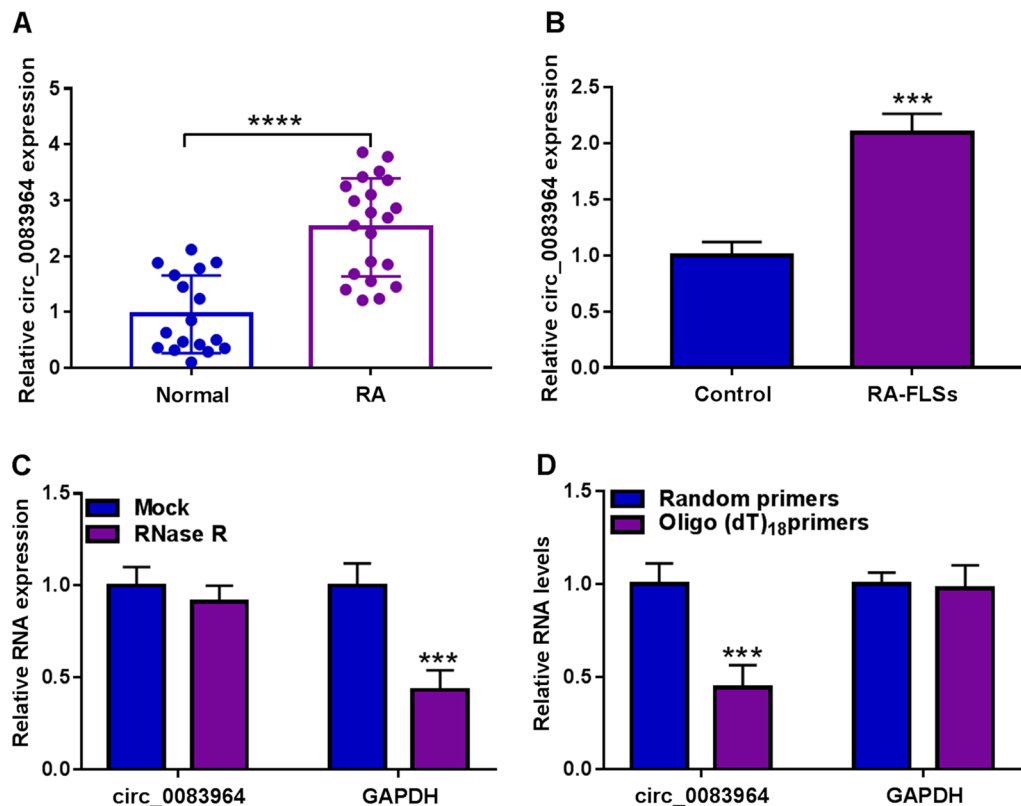 A
Relative circ_0083964 expression
5
4
3
2
1
0
****
Normal
RA
B
Relative circ_0083964 expression
2.5
2.0
1.5
1.0
0.5
0.0
***
Control
RA-FLSs
C
Relative RNA expression
1.5
1.0
0.5
0.0
Mock
RNase R
***
circ_0083964
GAPDH
D
Relative RNA levels
1.5
1.0
0.5
0.0
Random primers
Oligo (dT)18primers
***
circ_0083964
GAPDH